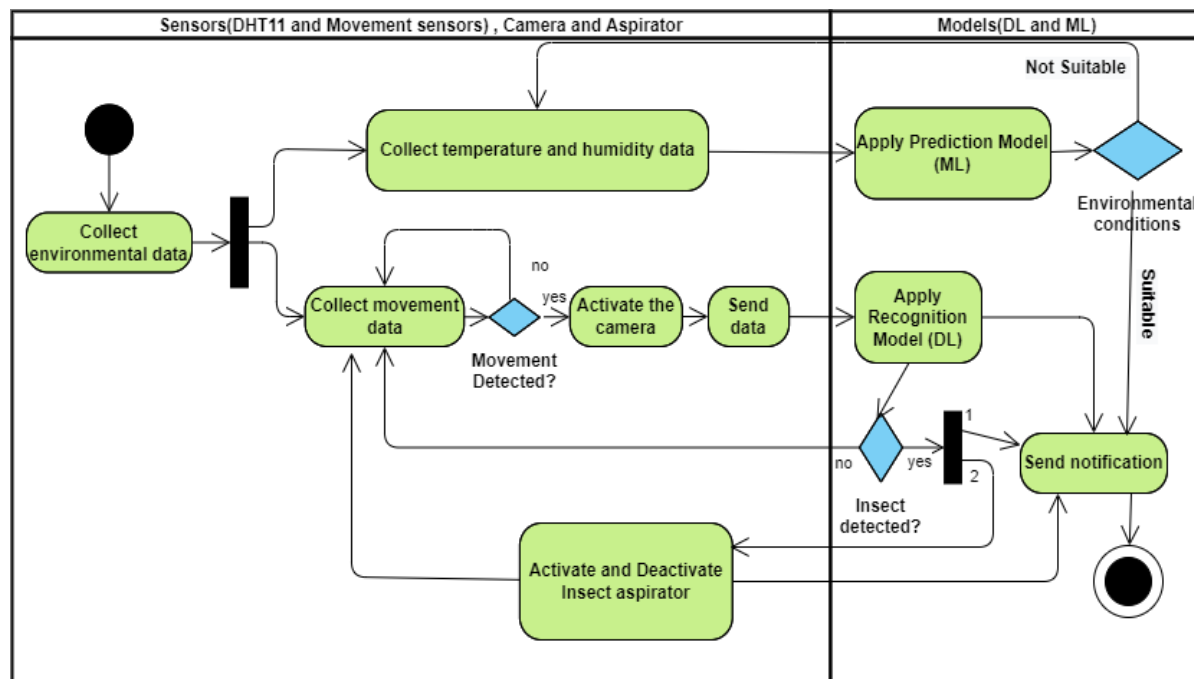 Sensors(DHT11 and Movement sensors) , Camera and Aspirator
Models(DL and ML)
Not Suitable
Collect temperature and humidity data
Apply Prediction Model
(ML)
Environmental
conditions
Collect
environmental data
Suitable
no
yes
Collect movement
data
Activate the
camera
Send
data
Apply
Recognition
Model (DL)
Movement
Detected?
1
no
yes
2
Send notification
Insect
detected?
Activate and Deactivate
Insect aspirator